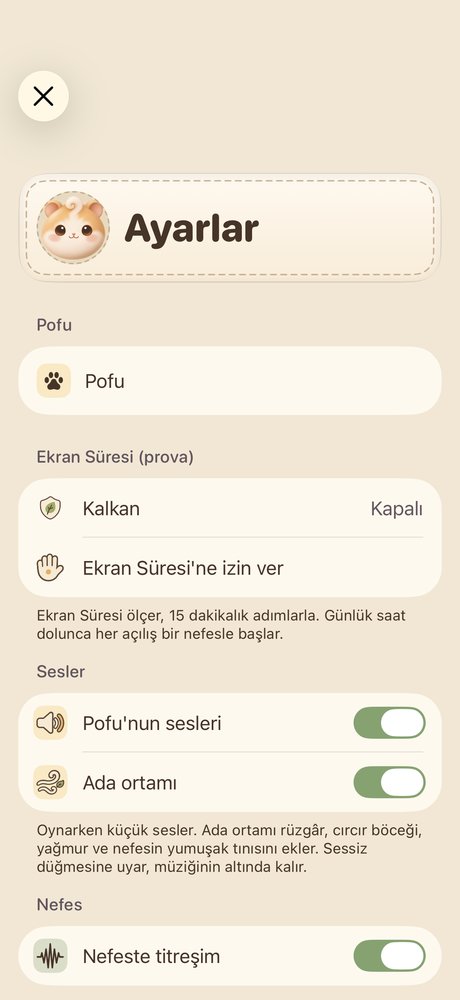 Ayarlar
Pofu
Pofu
Ekran Süresi (prova)
Kalkan
Kapalı
Ekran Süresi'ne izin ver
Ekran Süresi ölçer, 15 dakikalık adımlarla. Günlük saat
dolunca her açılış bir nefesle başlar.
Sesler
Pofu'nun sesleri
Ada ortamı
Oynarken küçük sesler. Ada ortamı rüzgâr, cırcır böceği,
yağmur ve nefesin yumuşak tınısını ekler. Sessiz
düğmesine uyar, müziğinin altında kalır.
Nefes
Nefeste titreşim